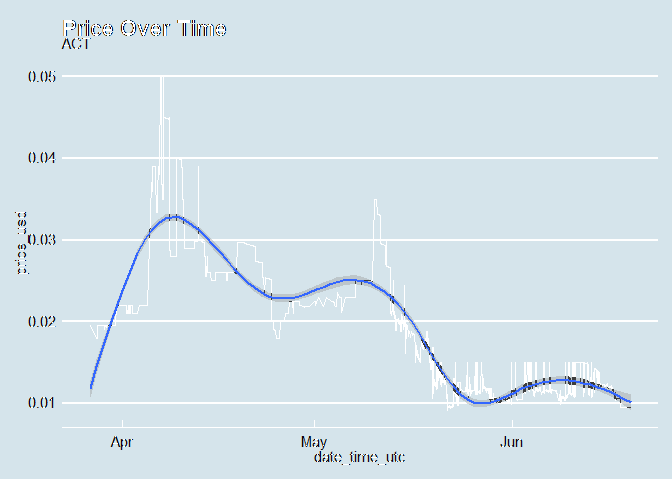 Price Over Time
ACT
0.05
0.04
0.03
0.02
0.01
price_usd
Apr
May
Jun
date_time_utc